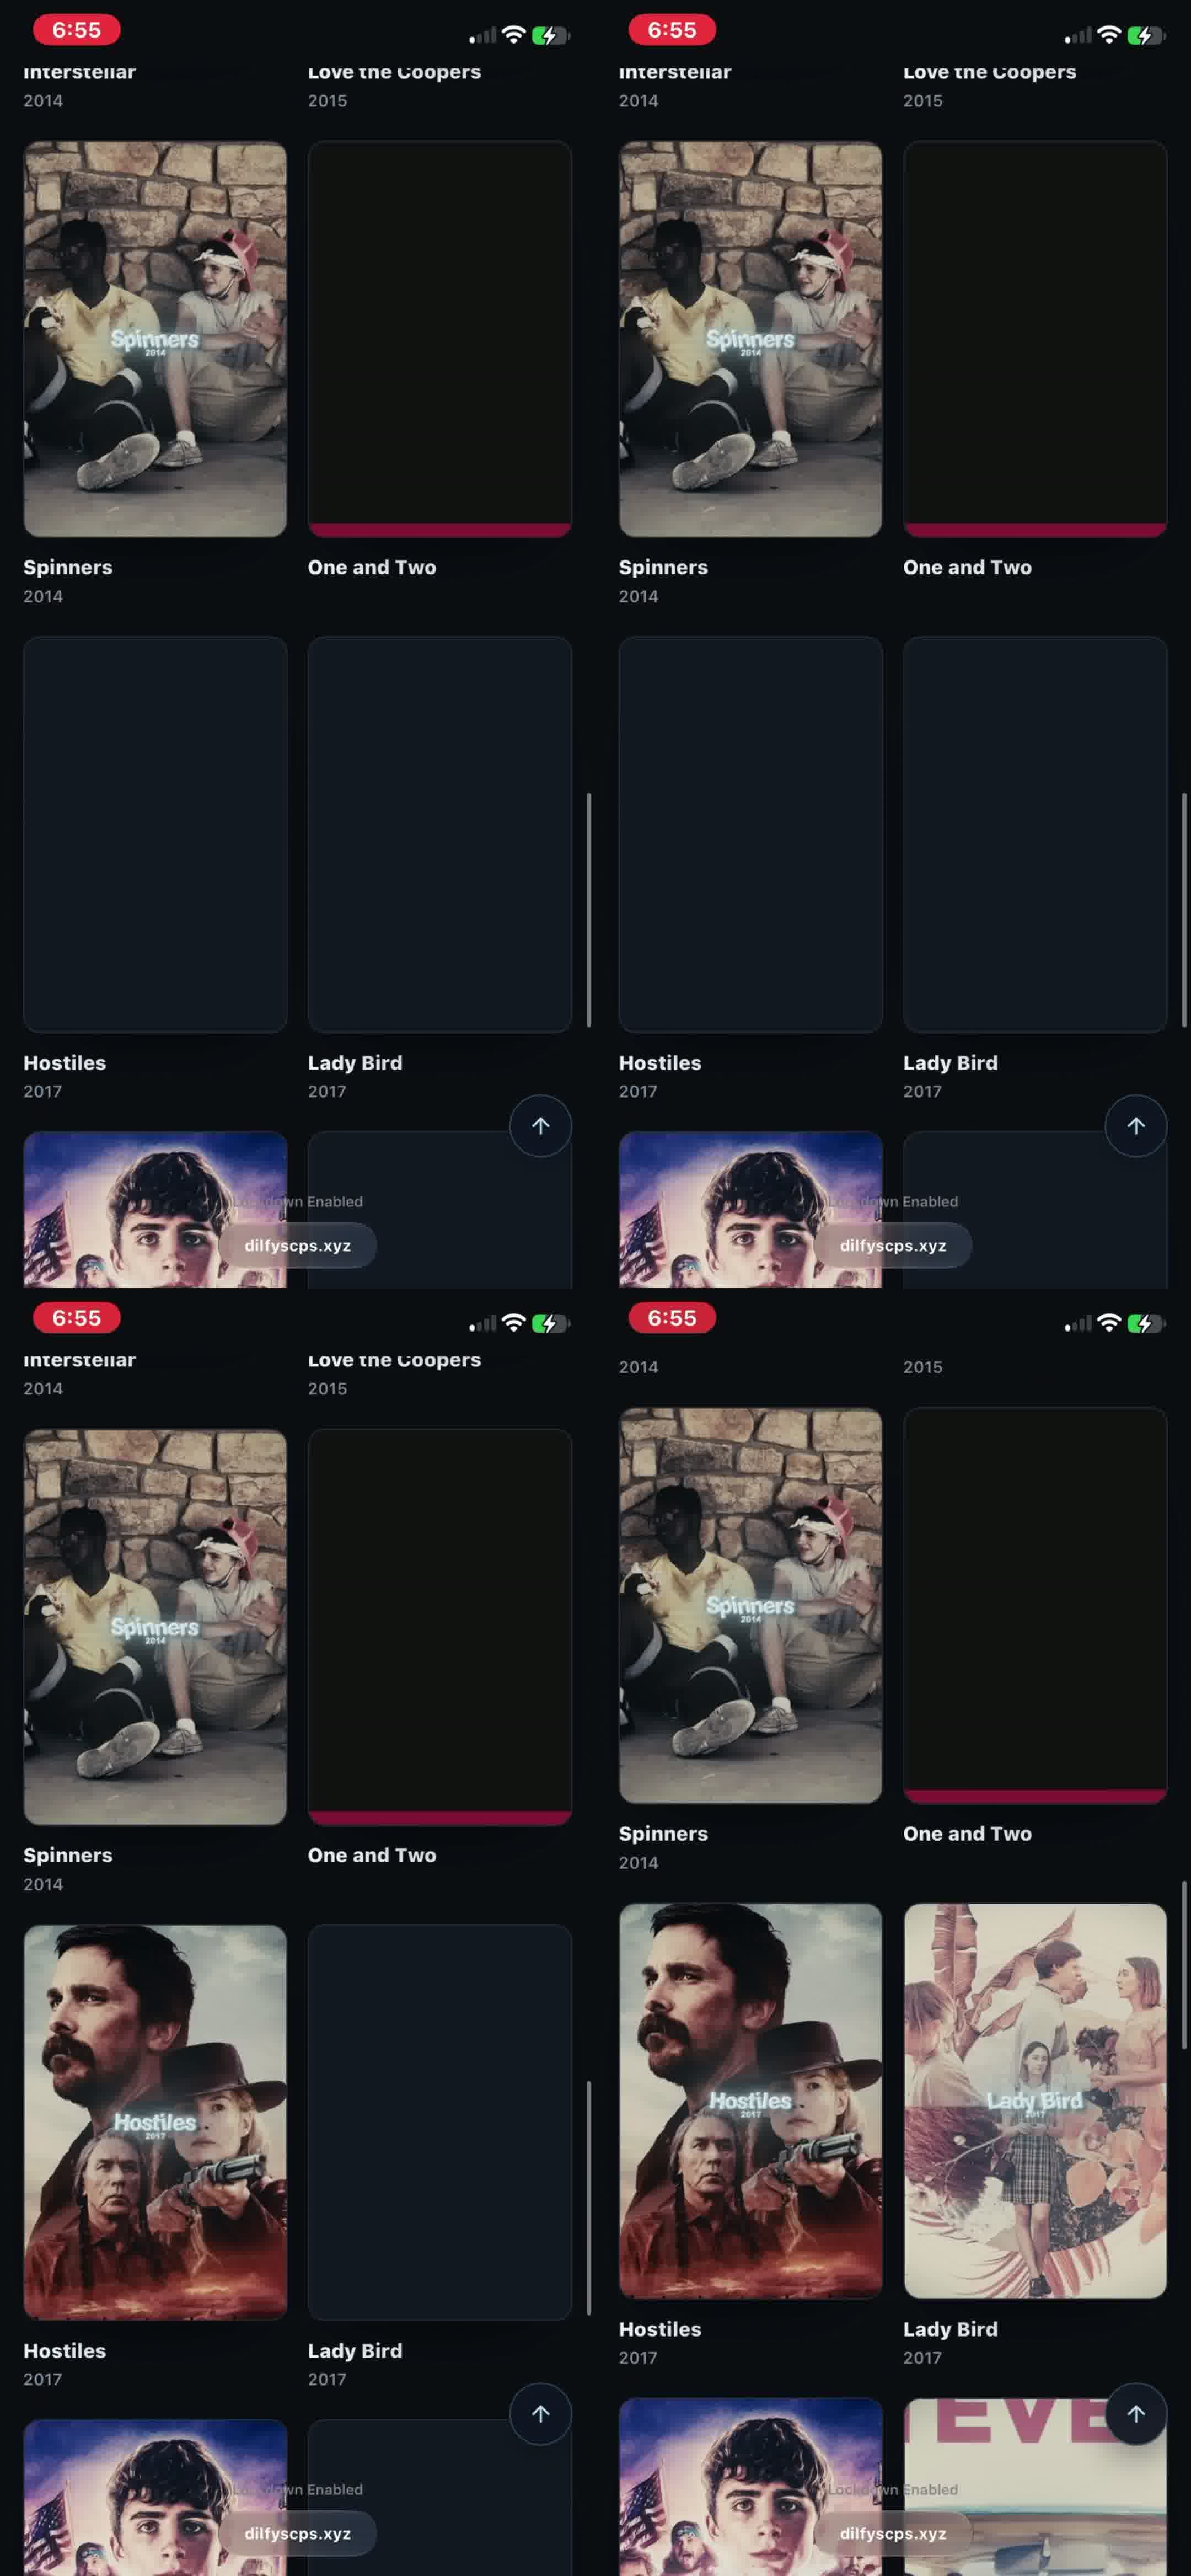 6:55
Interstellar
Love the Coopers
2014
2015
Spinners
2014
Spinners
One and Two
2014
Hostiles
Lady Bird
2017
2017
Lockdown Enabled
dilfyscps.xyz
6:55
Interstellar
Love the Coopers
2014
2015
Spinners
2014
Spinners
One and Two
2014
Hostiles
Lady Bird
2017
2017
Lockdown Enabled
dilfyscps.xyz
6:55
Interstellar
Love the Coopers
2014
2015
Spinners
2014
Spinners
One and Two
2014
Hostiles
2017
Hostiles
Lady Bird
2017
2017
Lockdown Enabled
dilfyscps.xyz
6:55
2014
2015
Spinners
2014
Spinners
One and Two
2014
Hostiles
2017
Lady Bird
2017
Hostiles
Lady Bird
2017
2017
EVE
Lockdown Enabled
dilfyscps.xyz